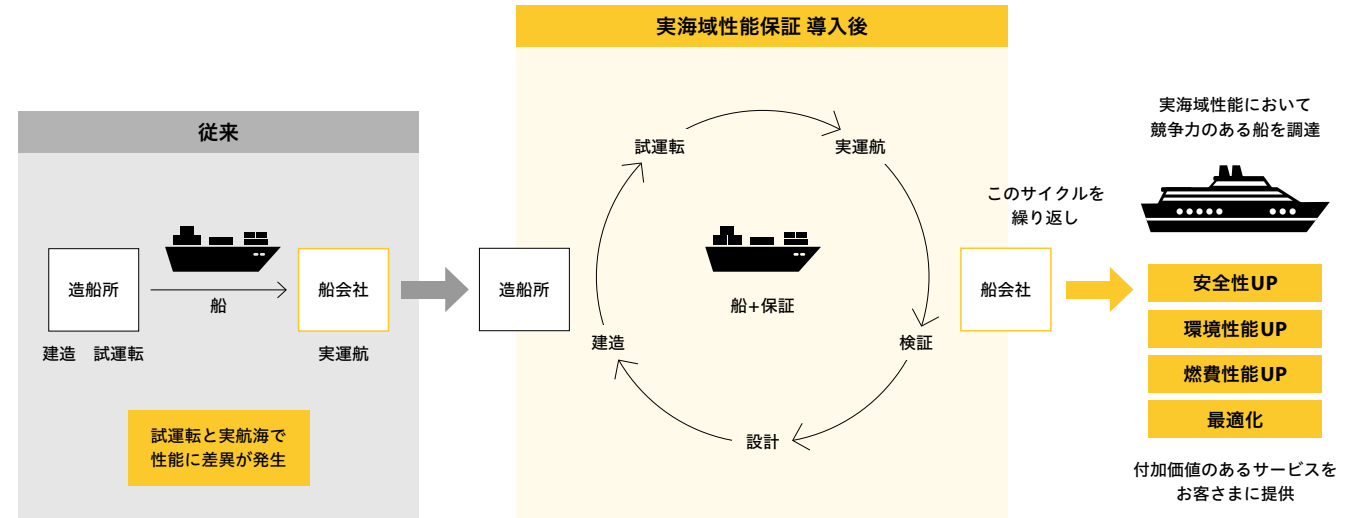 従来
造船所
船
船会社
建造 試運転
実運航
試運転と実航海で
性能に差異が発生
実海域性能保証 導入後
造船所
試運転
実運航
船+保証
建造
検証
設計
船会社
このサイクルを
繰り返し
実海域性能において
競争力のある船を調達
安全性UP
環境性能UP
燃費性能UP
最適化
付加価値のあるサービスを
お客さまに提供